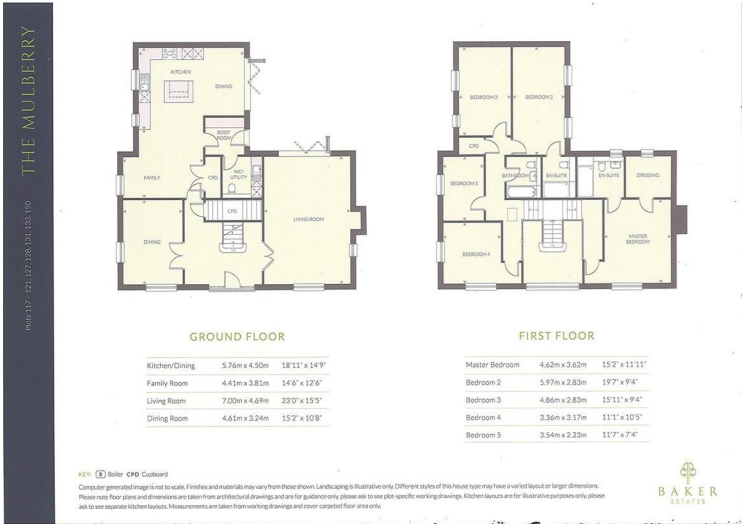 THE MULBERRY
Plots 117 - 121.127.128.131.133.150
KITCHEN
DINING
BOOT
ROOM
FAMILY
CPD
WC/
UTILITY
CPD
LIVING ROOM
DINING
BEDROOM 3
BEDROOM 2
CPD
BATHROOM
EN-SUITE
EN-SUITE
DRESSING
BEDROOM 5
BEDROOM 4
MASTER
BEDROOM
GROUND FLOOR
Kitchen/Dining 5.76m x 4.50m 18'11" x 14'9"
Family Room 4.41m x 3.81m 14'6" x 12'6"
Living Room 7.00m x 4.69m 23'0" x 15'5"
Dining Room 4.61m x 3.24m 15'2" x 10'8"
FIRST FLOOR
Master Bedroom 4.62m x 3.62m 15'2" x 11'11"
Bedroom 2 5.97m x 2.83m 19'7" x 9'4"
Bedroom 3 4.86m x 2.83m 15'11" x 9'4"
Bedroom 4 3.36m x 3.17m 11'1" x 10'5"
Bedroom 5 3.54m x 2.23m 11'7" x 7'4"
KEY: B Boiler CPD Cupboard
Computer generated image is not to scale. Finishes and materials may vary from those shown. Landscaping is illustrative only. Different styles of this house type may have a varied layout or larger dimensions.
Please note floor plans and dimensions are taken from architectural drawings and are for guidance only, please ask to see plot-specific working drawings. Kitchen layouts are for illustrative purposes only, please
ask to see separate kitchen layouts. Measurements are taken from working drawings and cover carpeted floor area only.
BAKER
ESTATES